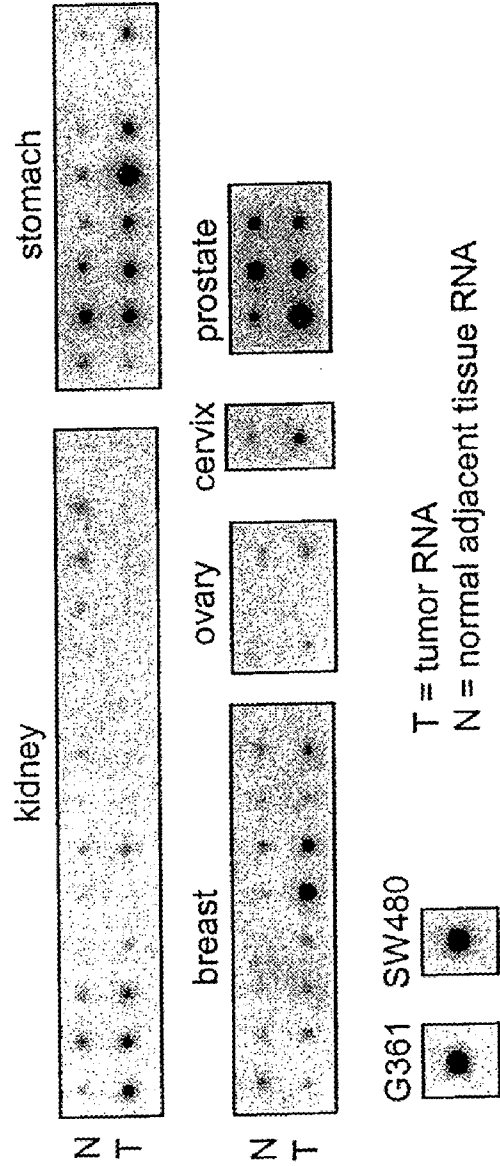 kidney
stomach
N
T
breast
ovary
cervix
prostate
N
T
G361
SW480
T = tumor RNA
N = normal adjacent tissue RNA